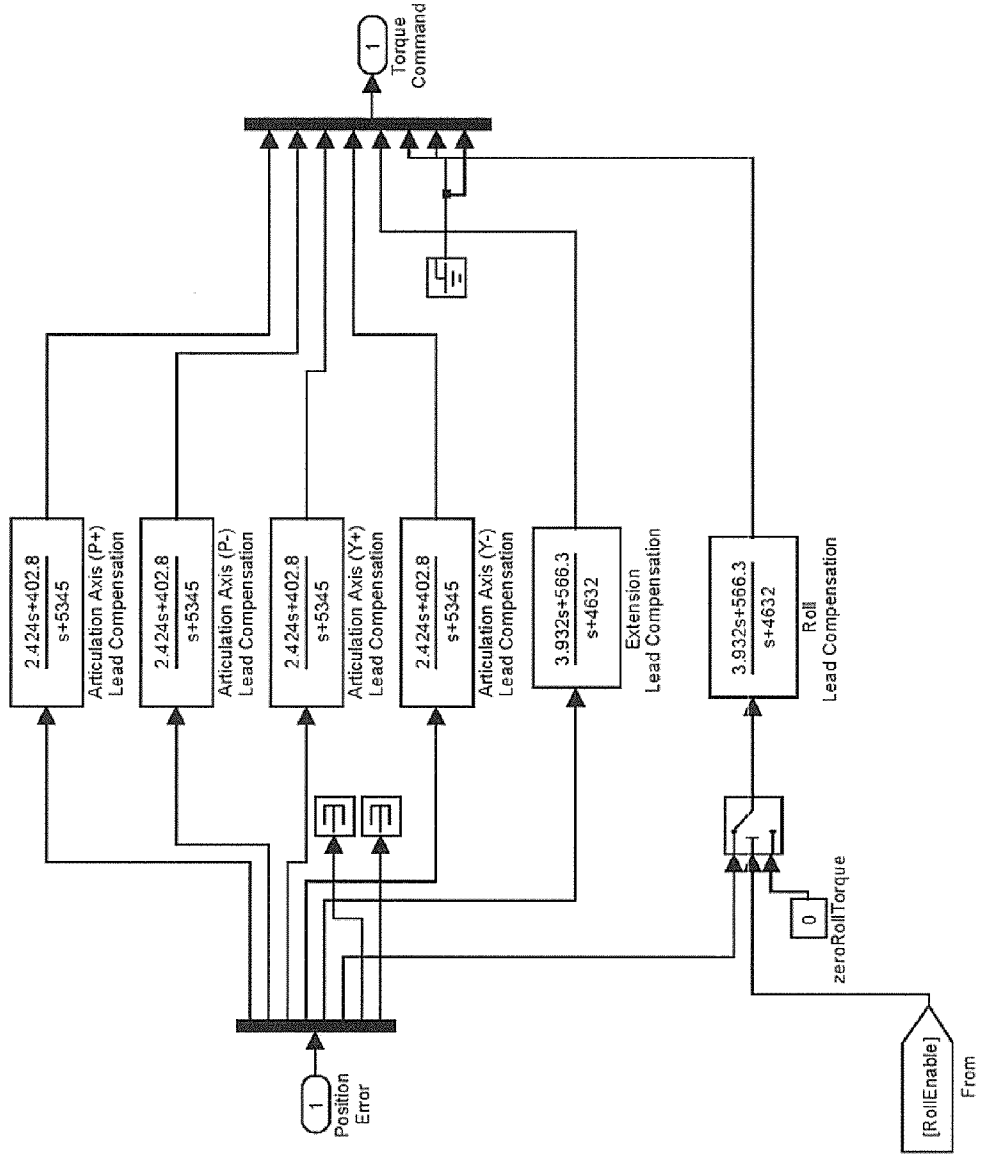 1
Torque
Command
2.424s+402.8
s+5345
Articulation Axis (P+)
Lead Compensation
2.424s+402.8
s+5345
Articulation Axis (P-)
Lead Compensation
2.424s+402.8
s+5345
Articulation Axis (Y+)
Lead Compensation
2.424s+402.8
s+5345
Articulation Axis (Y-)
Lead Compensation
3.932s+566.3
s+4632
Extension
Lead Compensation
3.932s+566.3
s+4632
Roll
Lead Compensation
1
Position
Error
0
zeroRollTorque
[RollEnable]
From